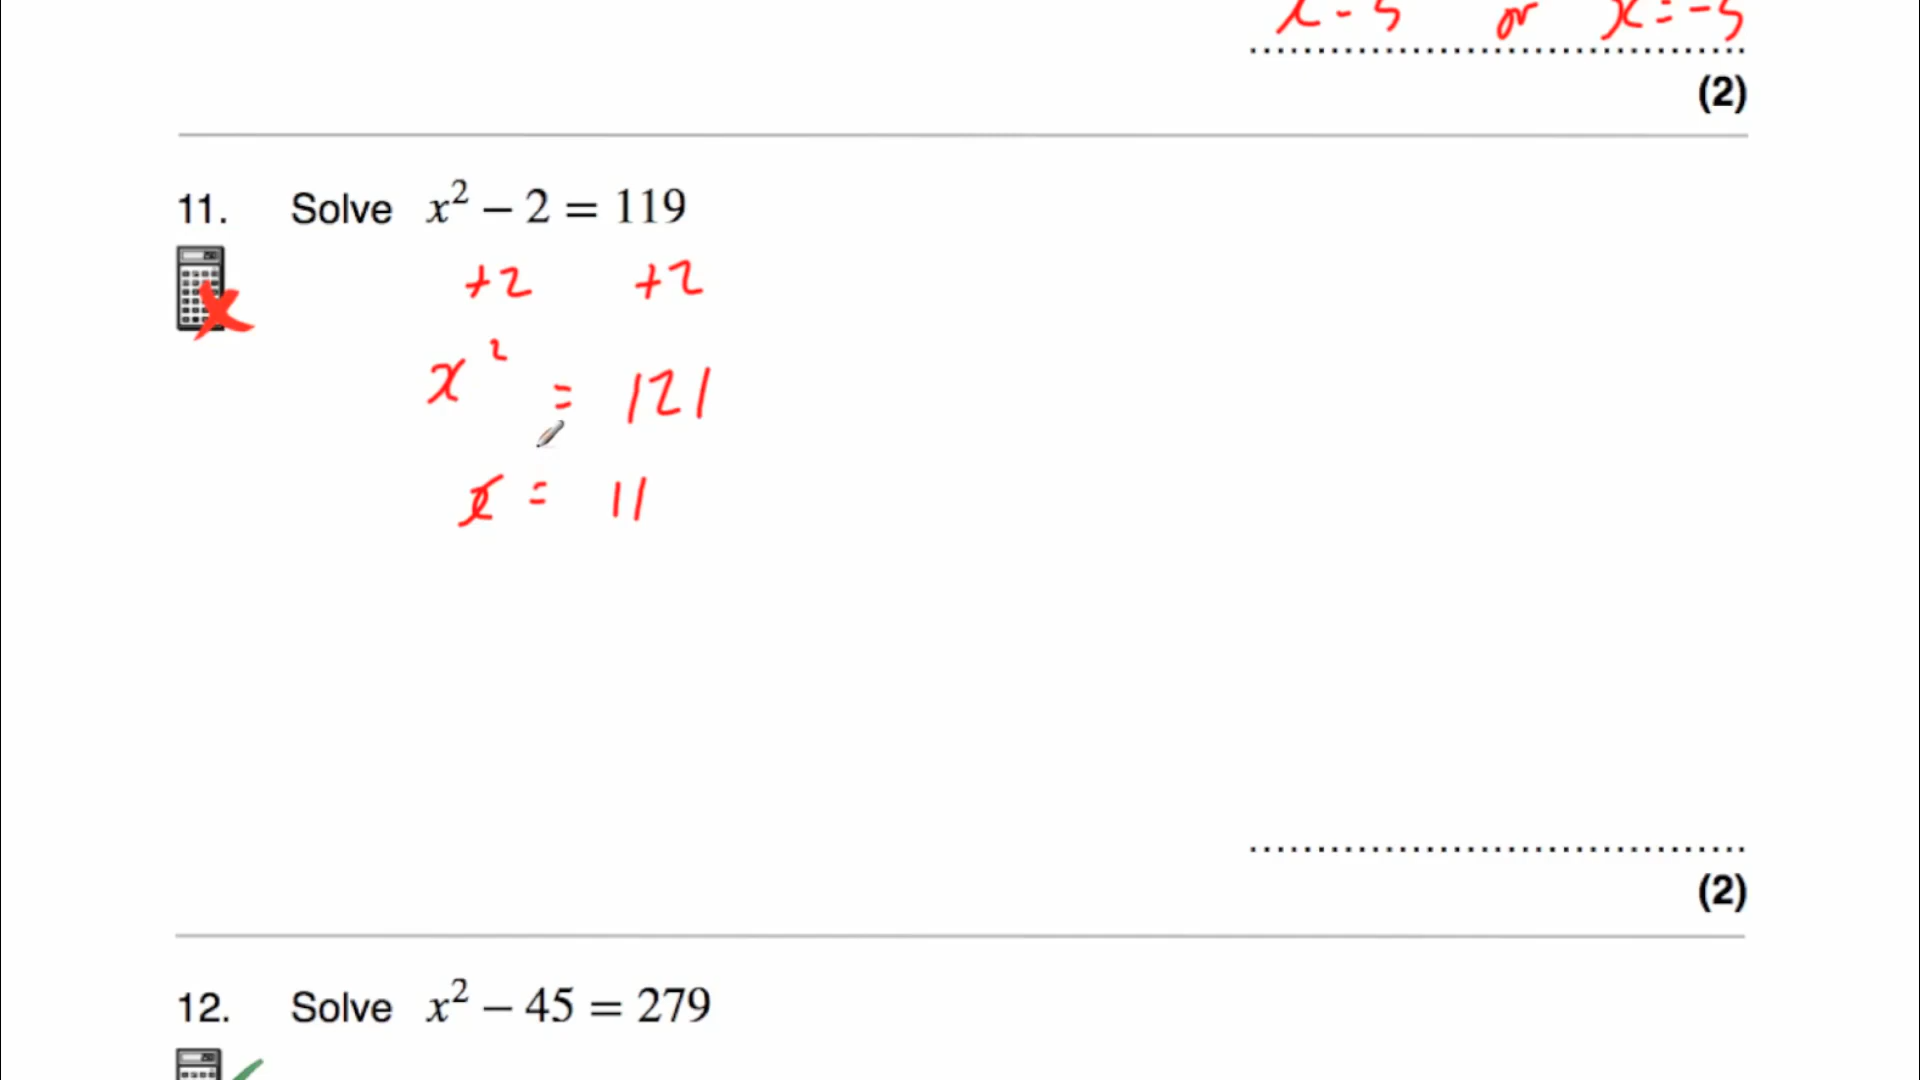 x = 5 or x = -5
(2)
11. Solve x² − 2 = 119
+2 +2
x² = 121
x = 11
(2)
12. Solve x² − 45 = 279